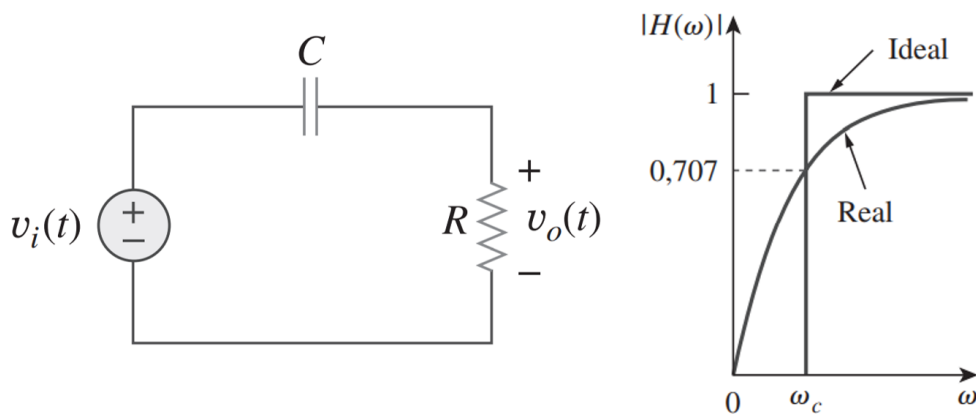 C
v_i(t)
+
−
R
+
v_o(t)
−
|H(ω)|
Ideal
1
0,707
Real
0
ω_c
ω